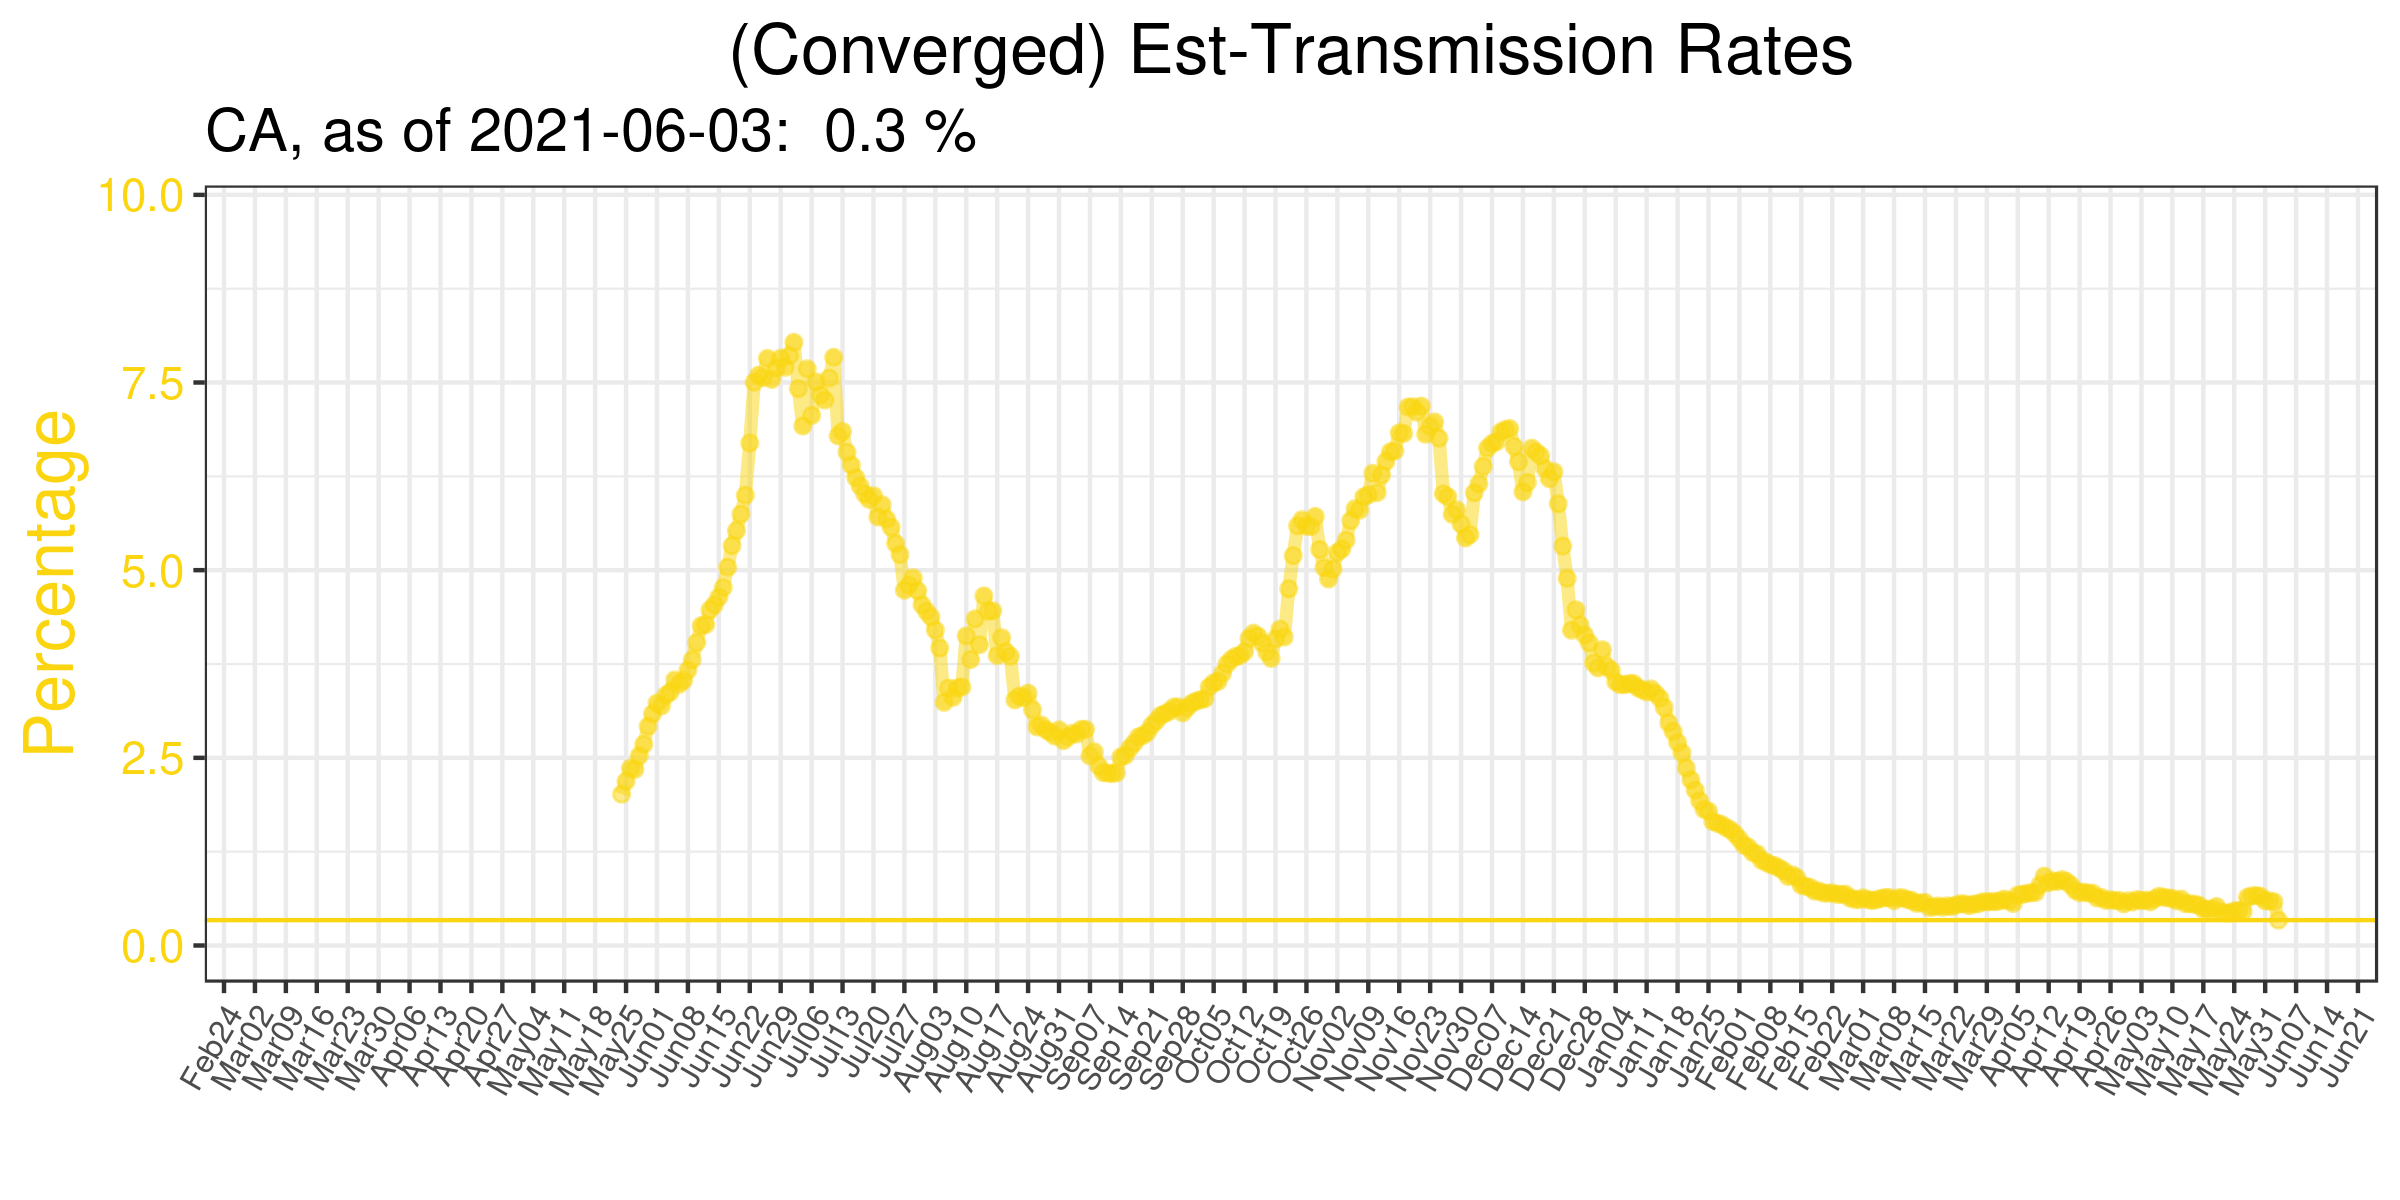 (Converged) Est-Transmission Rates
CA, as of 2021-06-03: 0.3 %
Percentage
10.0
7.5
5.0
2.5
0.0
Feb24
Mar02
Mar09
Mar16
Mar23
Mar30
Apr06
Apr13
Apr20
Apr27
May04
May11
May18
May25
Jun01
Jun08
Jun15
Jun22
Jun29
Jul06
Jul13
Jul20
Jul27
Aug03
Aug10
Aug17
Aug24
Aug31
Sep07
Sep14
Sep21
Sep28
Oct05
Oct12
Oct19
Oct26
Nov02
Nov09
Nov16
Nov23
Nov30
Dec07
Dec14
Dec21
Dec28
Jan04
Jan11
Jan18
Jan25
Feb01
Feb08
Feb15
Feb22
Mar01
Mar08
Mar15
Mar22
Mar29
Apr05
Apr12
Apr19
Apr26
May03
May10
May17
May24
May31
Jun07
Jun14
Jun21